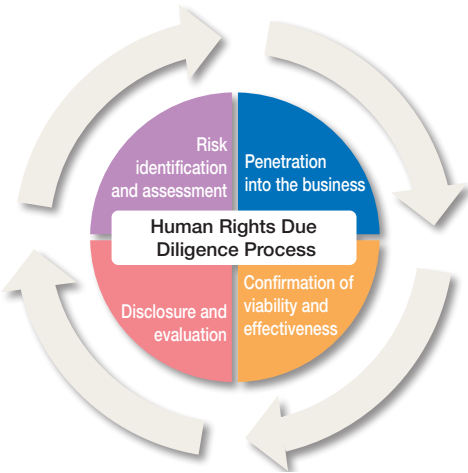 Risk
identification
and assessment
Penetration
into the business
Human Rights Due
Diligence Process
Disclosure and
evaluation
Confirmation of
viability and
effectiveness